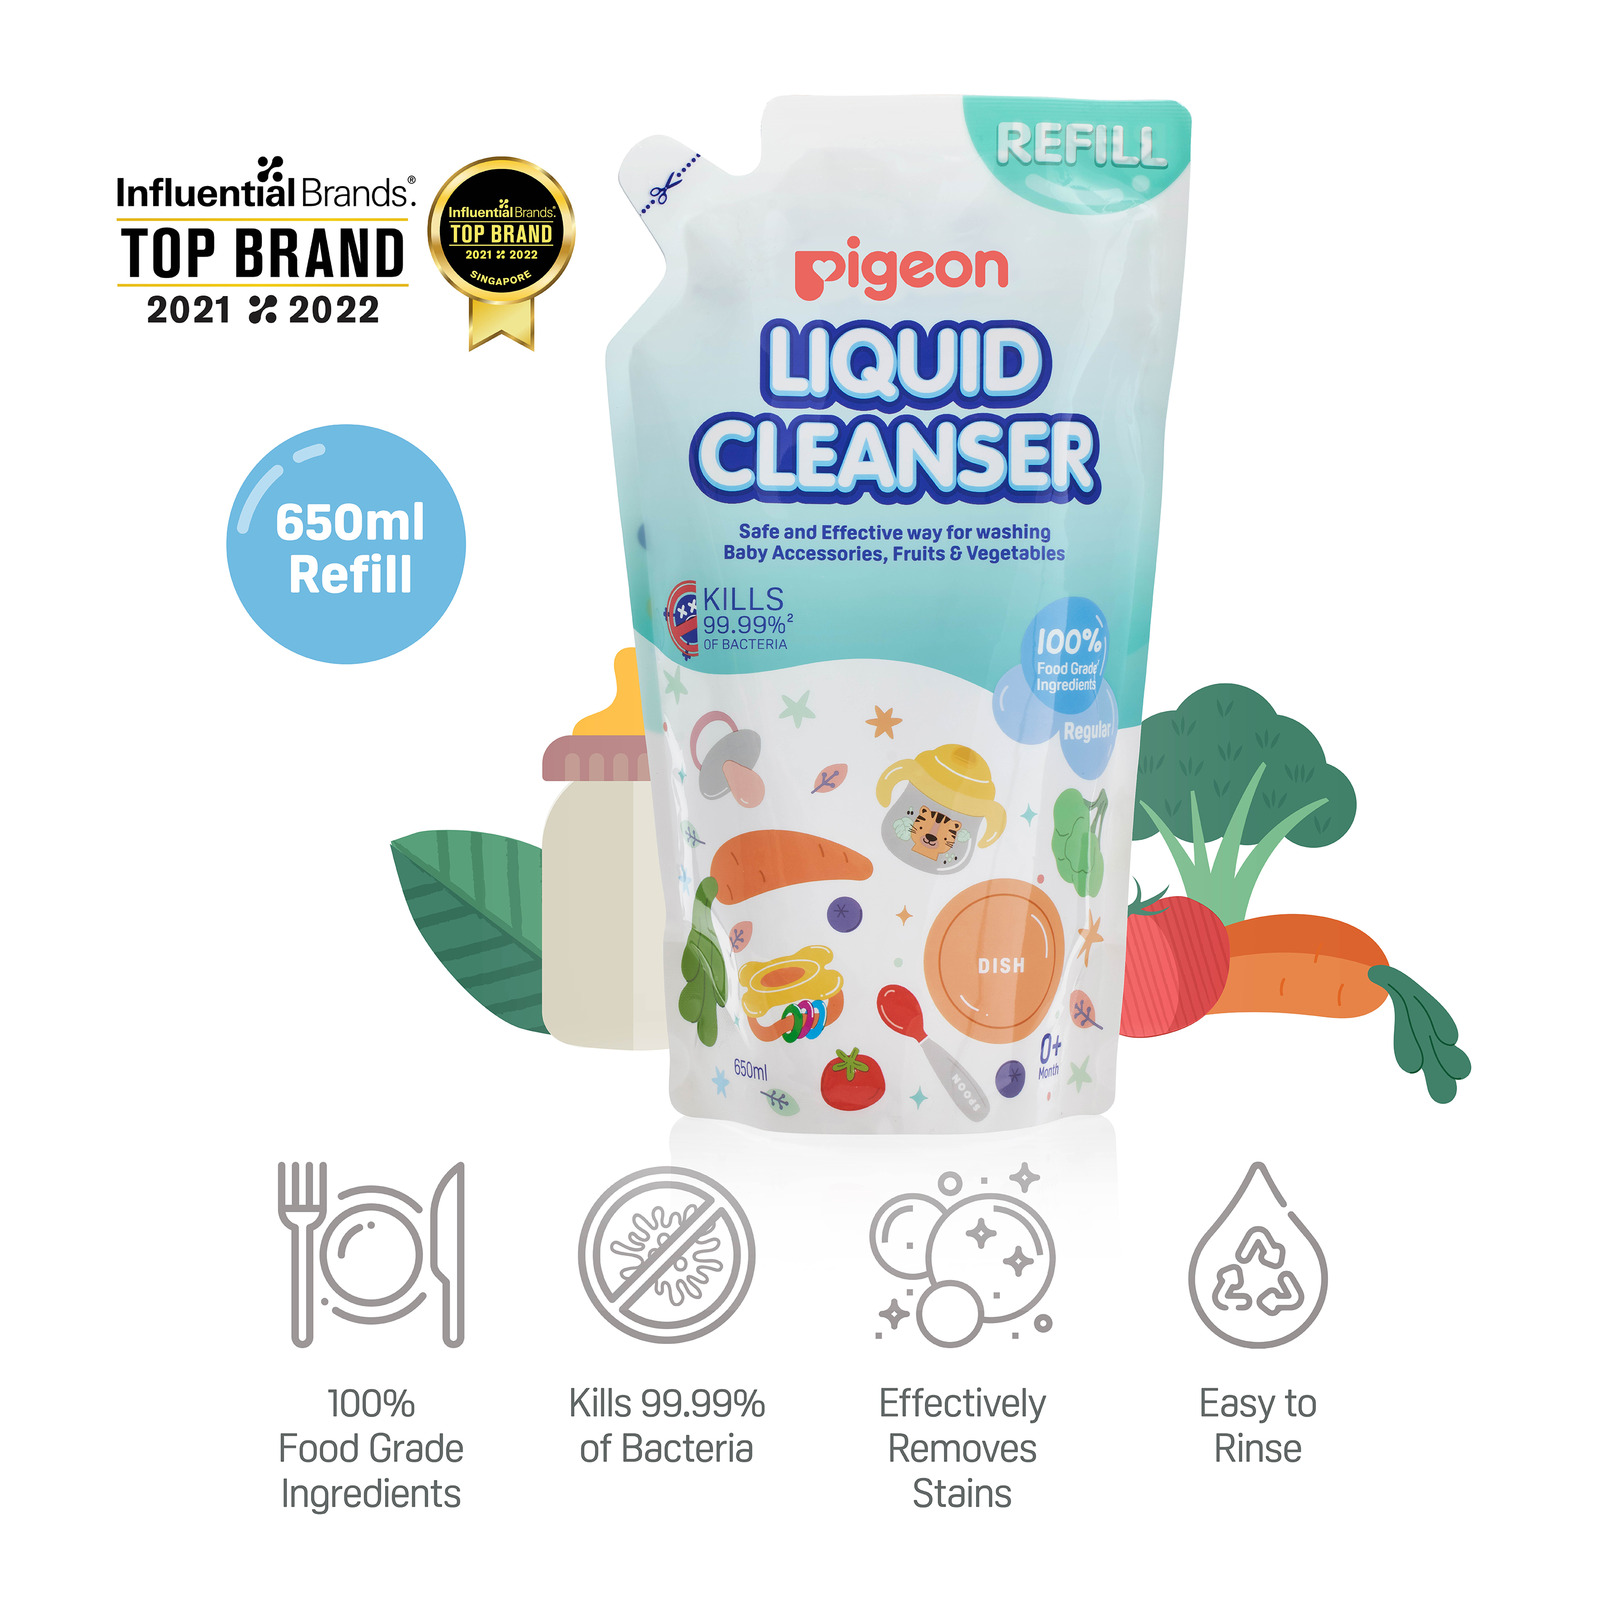 Influential Brands.®
TOP BRAND
2021 2022
Influential Brands.
TOP BRAND
2021 2022
SINGAPORE
650ml
Refill
REFILL
pigeon
LIQUID
CLEANSER
Safe and Effective way for washing
Baby Accessories, Fruits & Vegetables
KILLS
99.99%²
OF BACTERIA
100%
Food Grade¹
Ingredients
Regular
DISH
SPOON
650ml
0+
Month
100%
Food Grade
Ingredients
Kills 99.99%
of Bacteria
Effectively
Removes
Stains
Easy to
Rinse